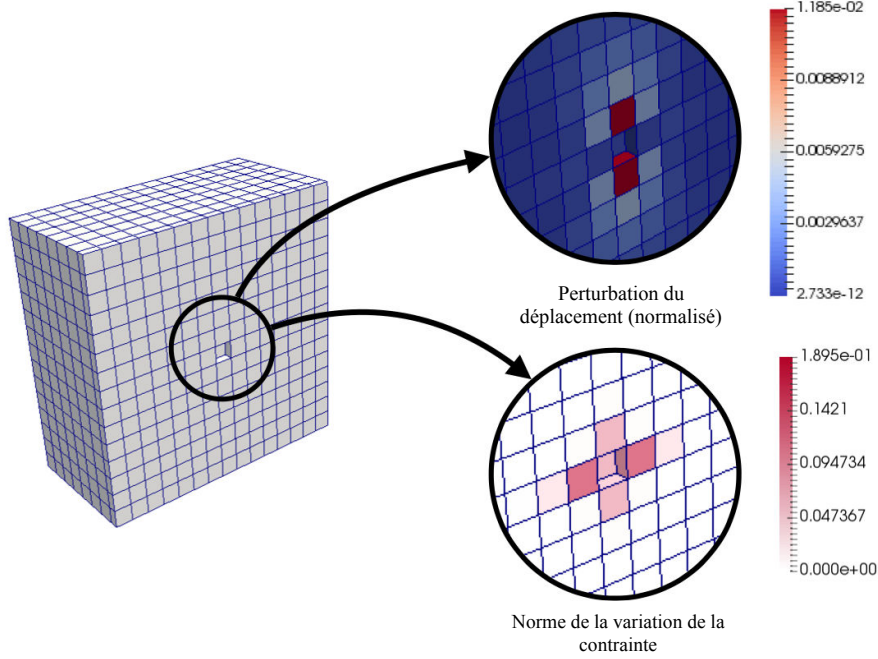 1.185e-02
0.0088912
0.0059275
0.0029637
2.733e-12
Perturbation du
déplacement (normalisé)
1.895e-01
0.1421
0.094734
0.047367
0.000e+00
Norme de la variation de la
contrainte